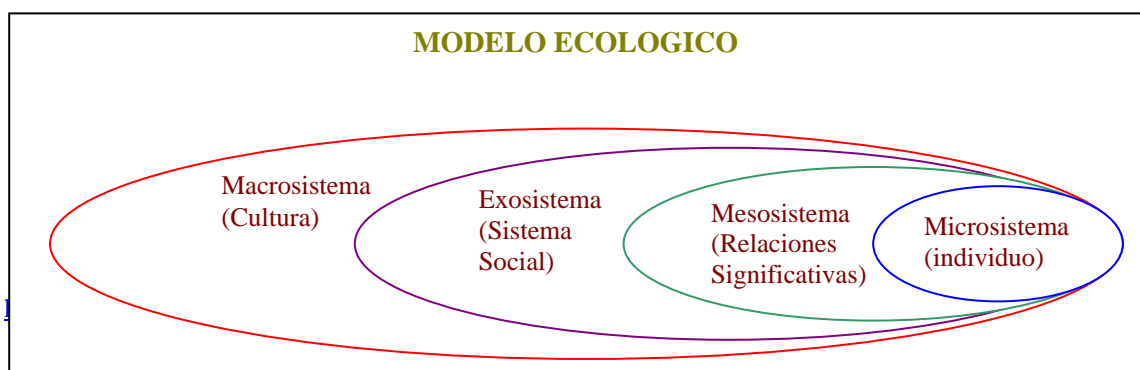 MODELO ECOLOGICO
Macrosistema
(Cultura)
Exosistema
(Sistema
Social)
Mesosistema
(Relaciones
Significativas)
Microsistema
(individuo)